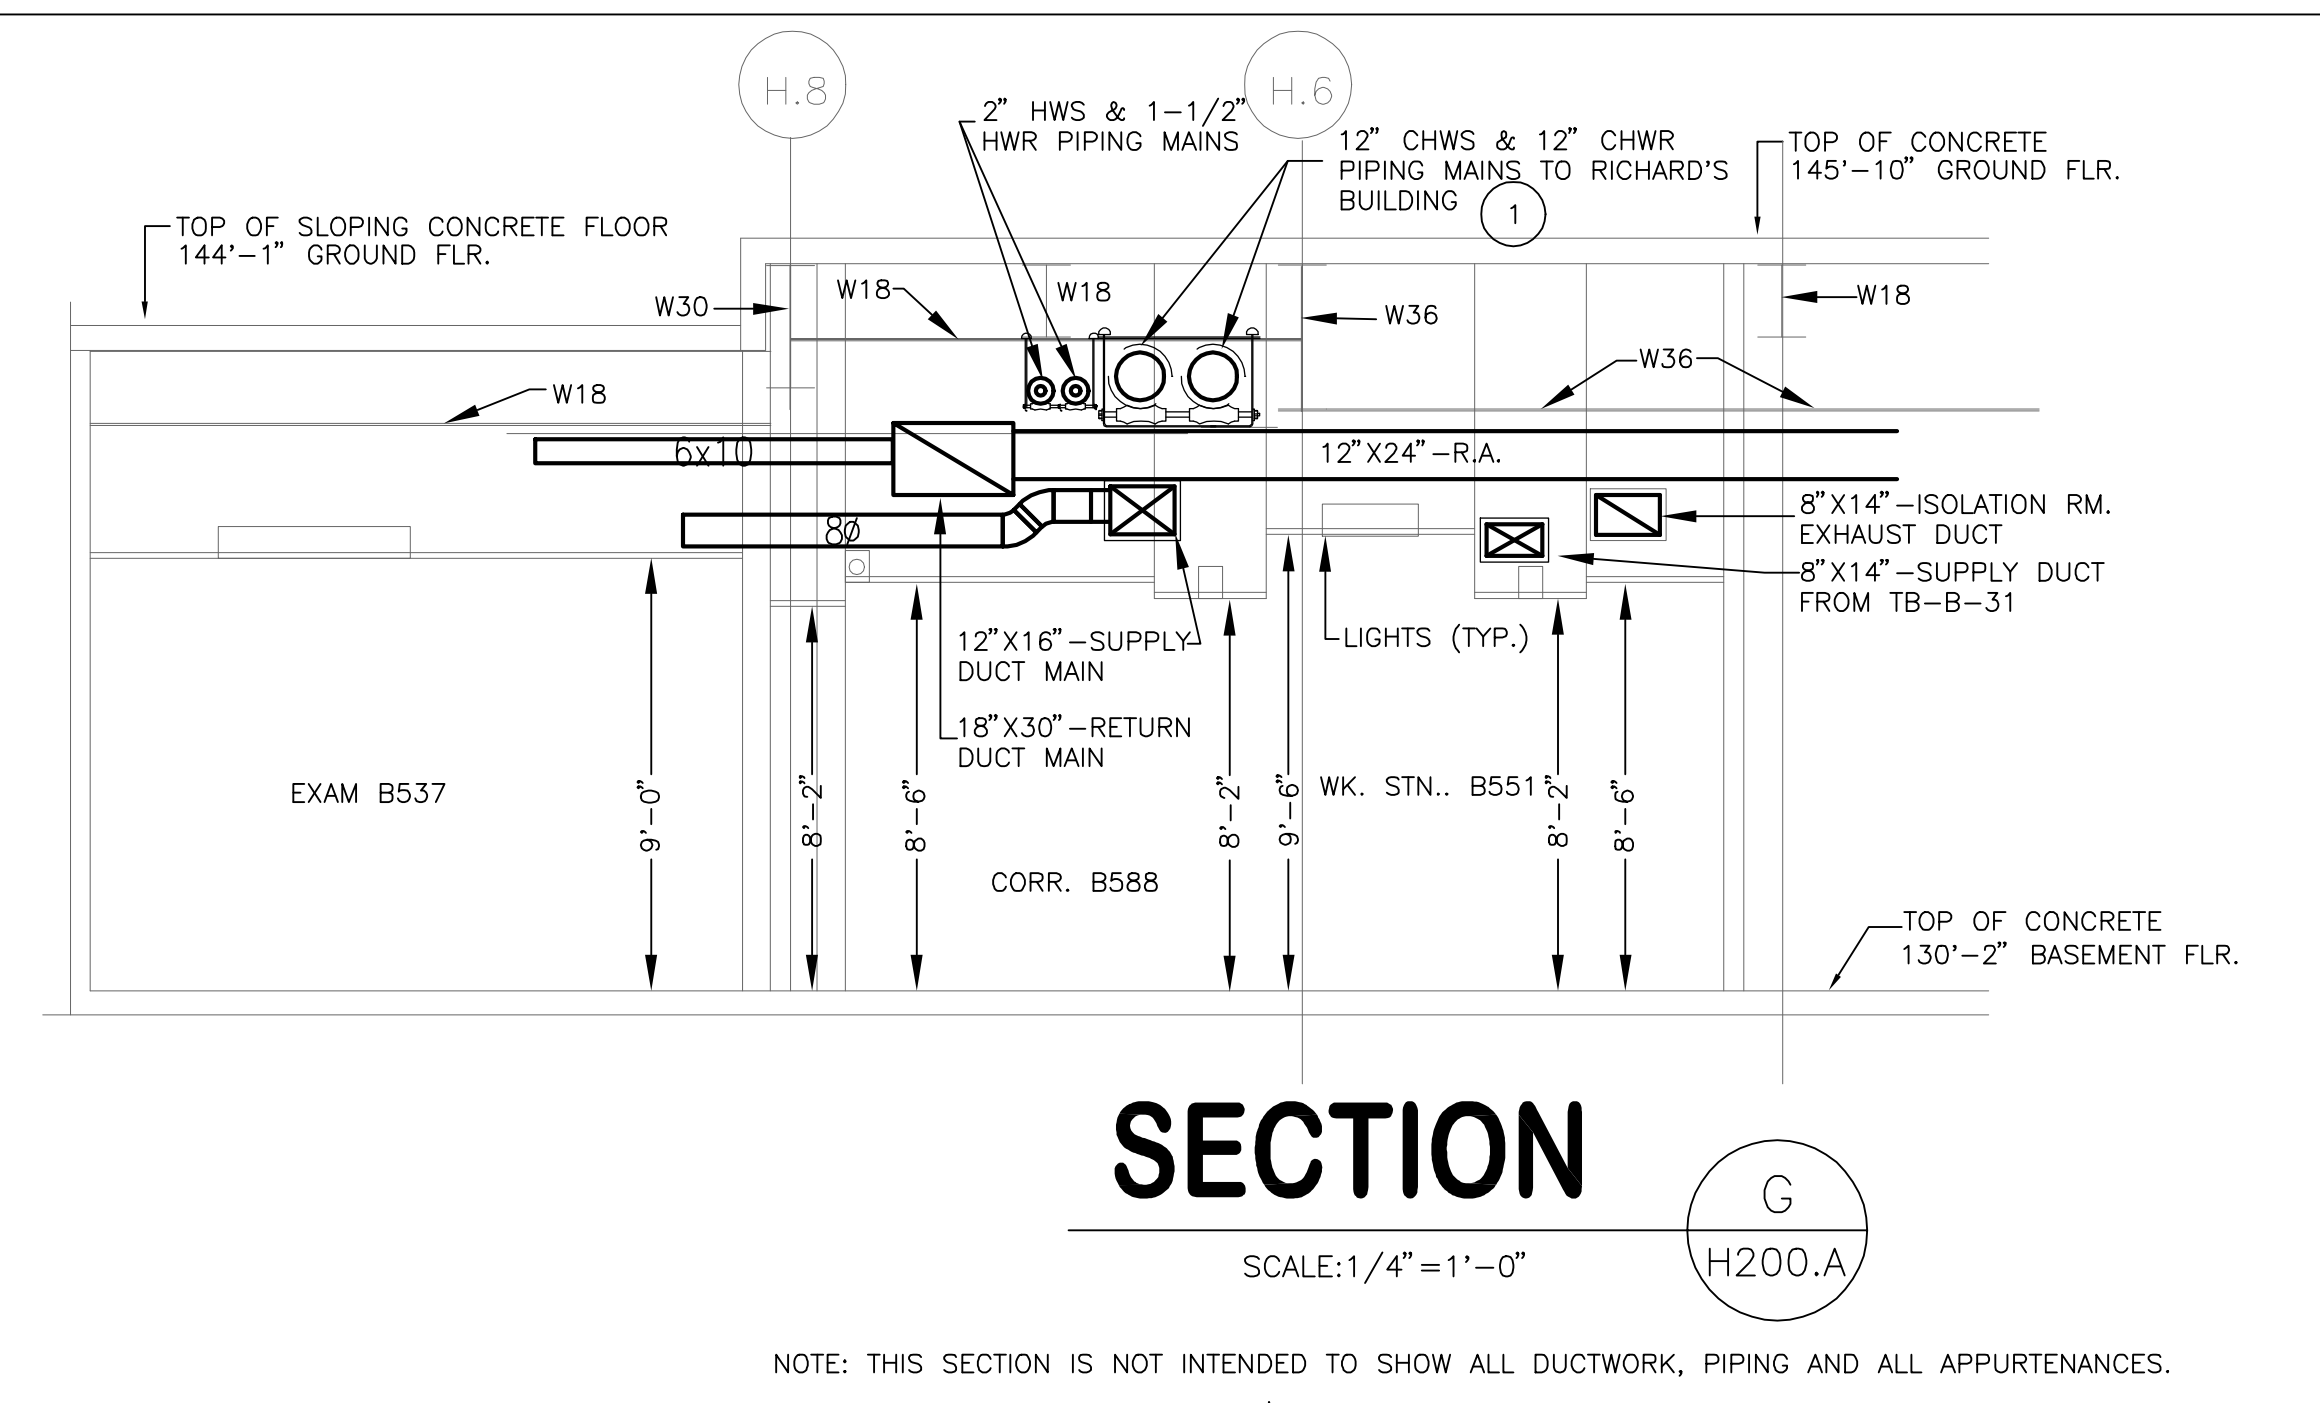 H.8
H.6
2" HWS & 1-1/2"
HWR PIPING MAINS
12" CHWS & 12" CHWR
PIPING MAINS TO RICHARD'S
BUILDING
1
TOP OF CONCRETE
145'-10" GROUND FLR.
TOP OF SLOPING CONCRETE FLOOR
144'-1" GROUND FLR.
W30
W18
W18
W36
W18
W36
W18
6x10
12"X24"-R.A.
8ø
8"X14"-ISOLATION RM.
EXHAUST DUCT
8"X14"-SUPPLY DUCT
FROM TB-B-31
12"X16"-SUPPLY
DUCT MAIN
LIGHTS (TYP.)
18"X30"-RETURN
DUCT MAIN
EXAM B537
9'-0"
8'-2"
8'-6"
8'-2"
9'-6"
WK. STN.. B551
8'-2"
8'-6"
CORR. B588
TOP OF CONCRETE
130'-2" BASEMENT FLR.
SECTION
G
SCALE:1/4"=1'-0"
H200.A
NOTE: THIS SECTION IS NOT INTENDED TO SHOW ALL DUCTWORK, PIPING AND ALL APPURTENANCES.